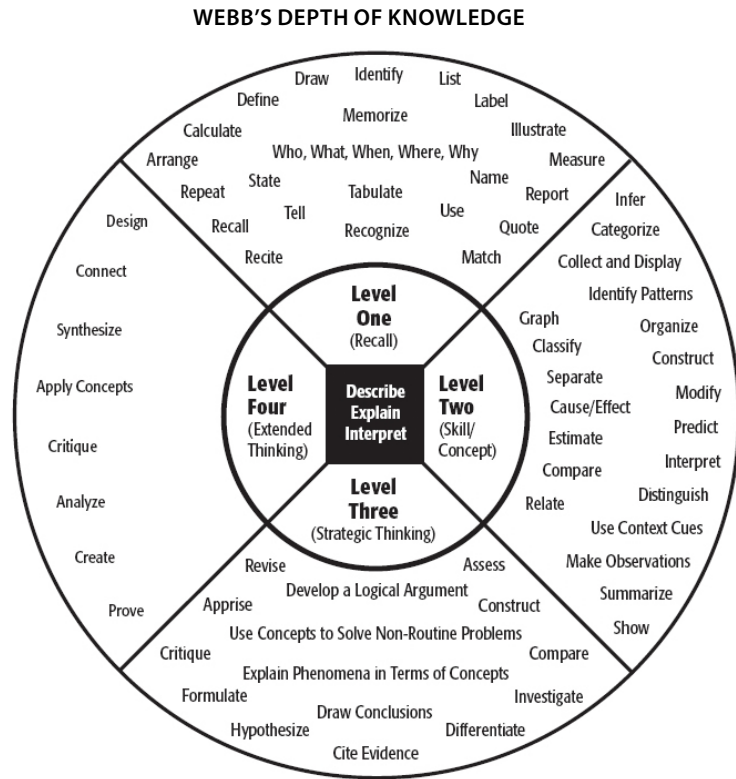 WEBB'S DEPTH OF KNOWLEDGE
Draw
Identify
List
Define
Label
Memorize
Calculate
Illustrate
Who, What, When, Where, Why
Arrange
Measure
Repeat
State
Tabulate
Name
Report
Tell
Use
Recall
Recognize
Quote
Recite
Match
Infer
Categorize
Collect and Display
Identify Patterns
Graph
Organize
Classify
Construct
Separate
Modify
Cause/Effect
Predict
Estimate
Interpret
Compare
Distinguish
Relate
Use Context Cues
Make Observations
Summarize
Show
Revise
Assess
Develop a Logical Argument
Apprise
Construct
Use Concepts to Solve Non-Routine Problems
Critique
Compare
Explain Phenomena in Terms of Concepts
Formulate
Investigate
Draw Conclusions
Hypothesize
Differentiate
Cite Evidence
Design
Connect
Synthesize
Apply Concepts
Critique
Analyze
Create
Prove
Level
One
(Recall)
Level
Two
(Skill/
Concept)
Level
Three
(Strategic Thinking)
Level
Four
(Extended
Thinking)
Describe
Explain
Interpret